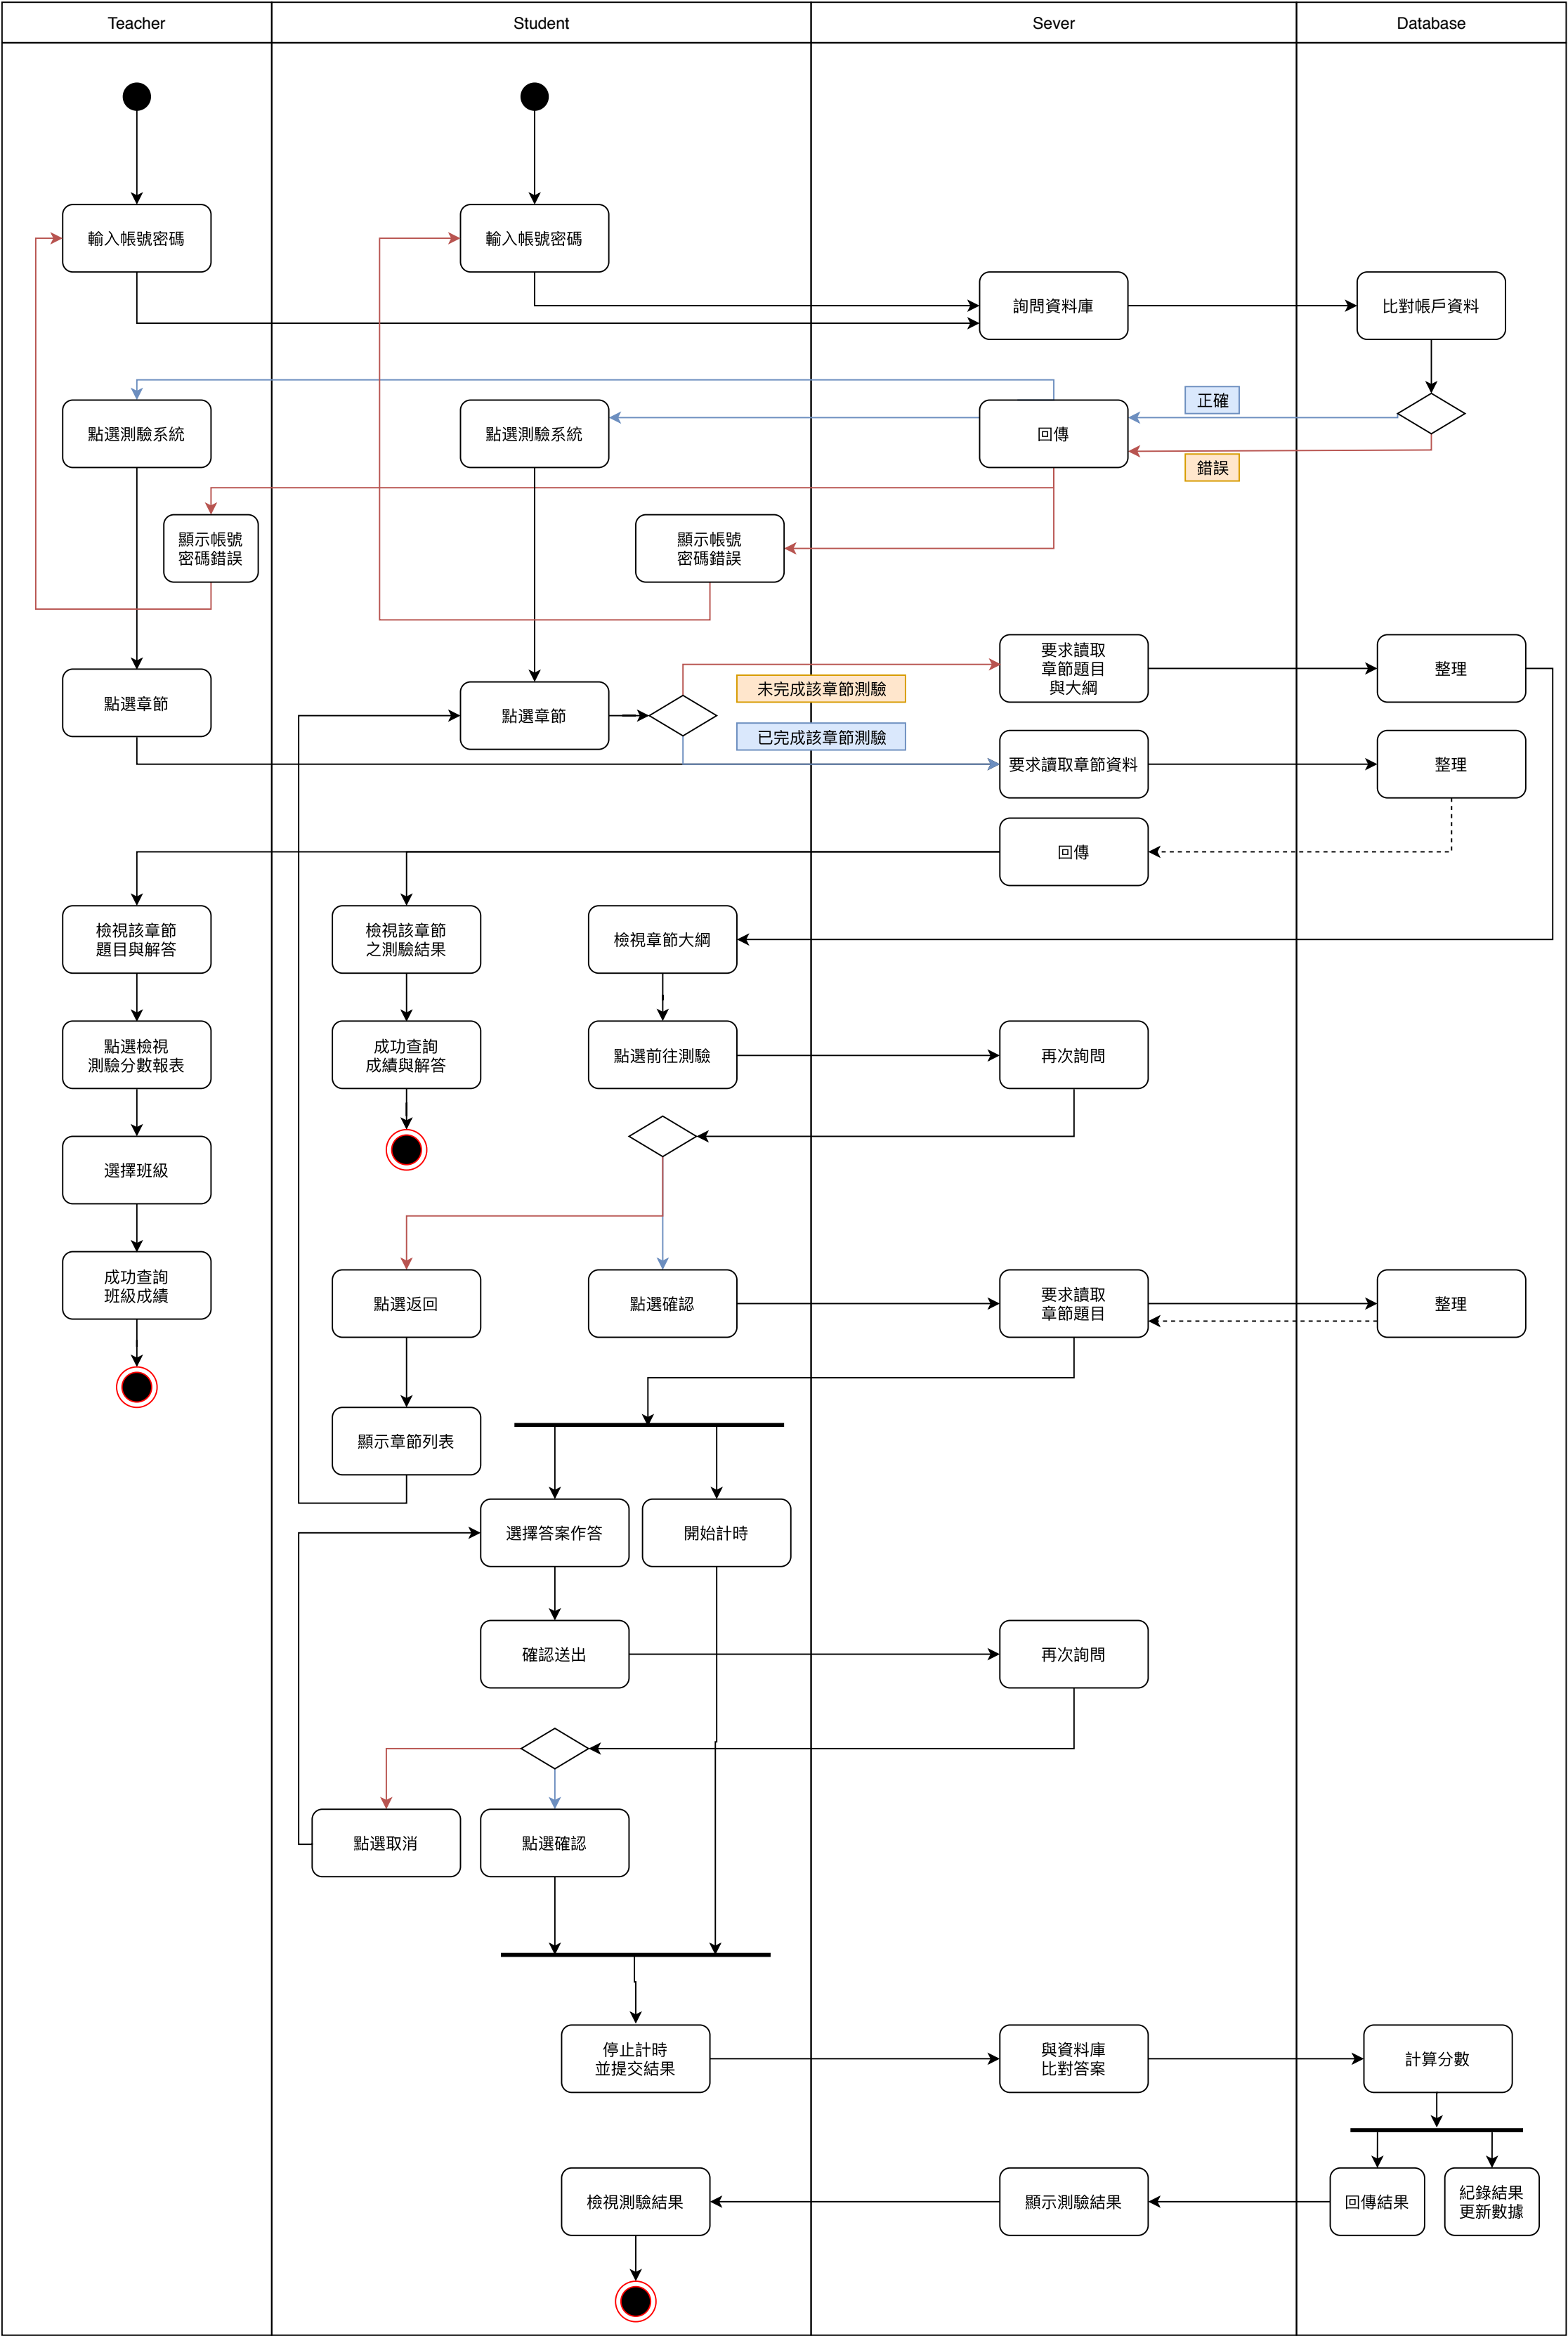 Teacher
Student
Sever
Database
輸入帳號密碼
輸入帳號密碼
詢問資料庫
比對帳戶資料
點選測驗系統
點選測驗系統
回傳
正確
錯誤
顯示帳號
密碼錯誤
顯示帳號
密碼錯誤
點選章節
點選章節
未完成該章節測驗
已完成該章節測驗
要求讀取
章節題目
與大綱
整理
要求讀取章節資料
整理
回傳
檢視該章節
題目與解答
檢視該章節
之測驗結果
檢視章節大綱
點選檢視
測驗分數報表
成功查詢
成績與解答
點選前往測驗
再次詢問
選擇班級
成功查詢
班級成績
點選返回
點選確認
要求讀取
章節題目
整理
顯示章節列表
選擇答案作答
開始計時
確認送出
再次詢問
點選取消
點選確認
停止計時
並提交結果
與資料庫
比對答案
計算分數
檢視測驗結果
顯示測驗結果
回傳結果
紀錄結果
更新數據